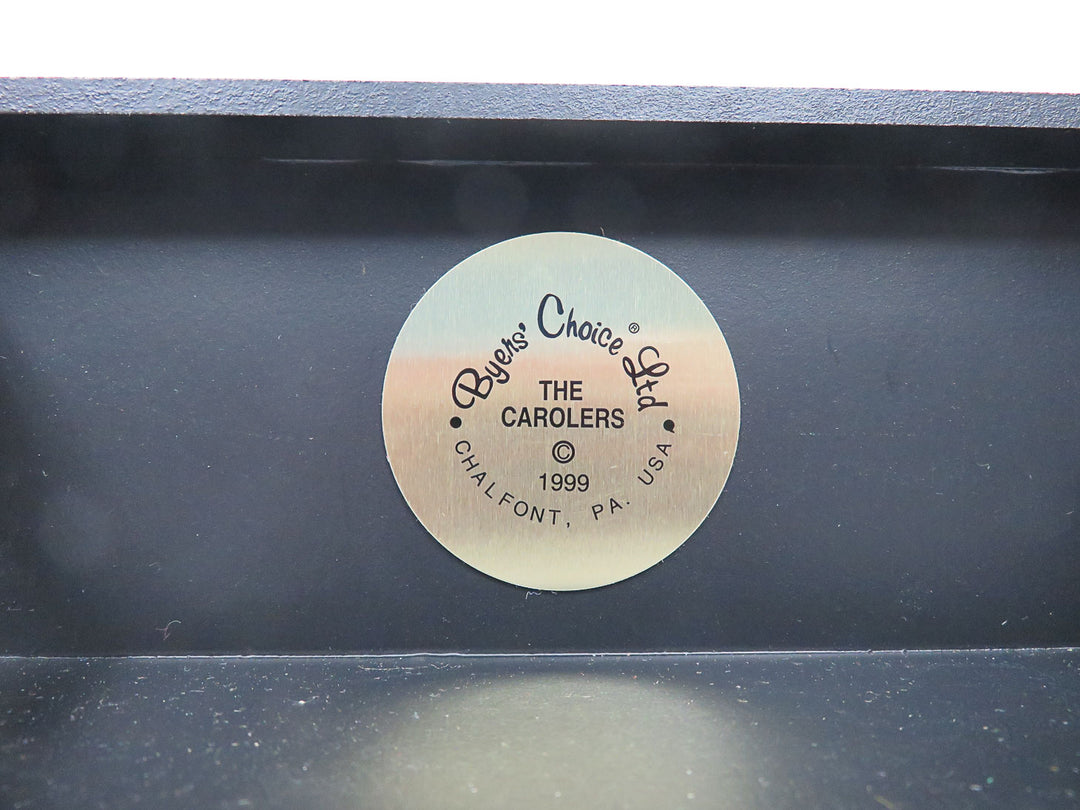 Byers' Choice® Ltd
THE
CAROLERS
©
1999
CHALFONT, PA. USA